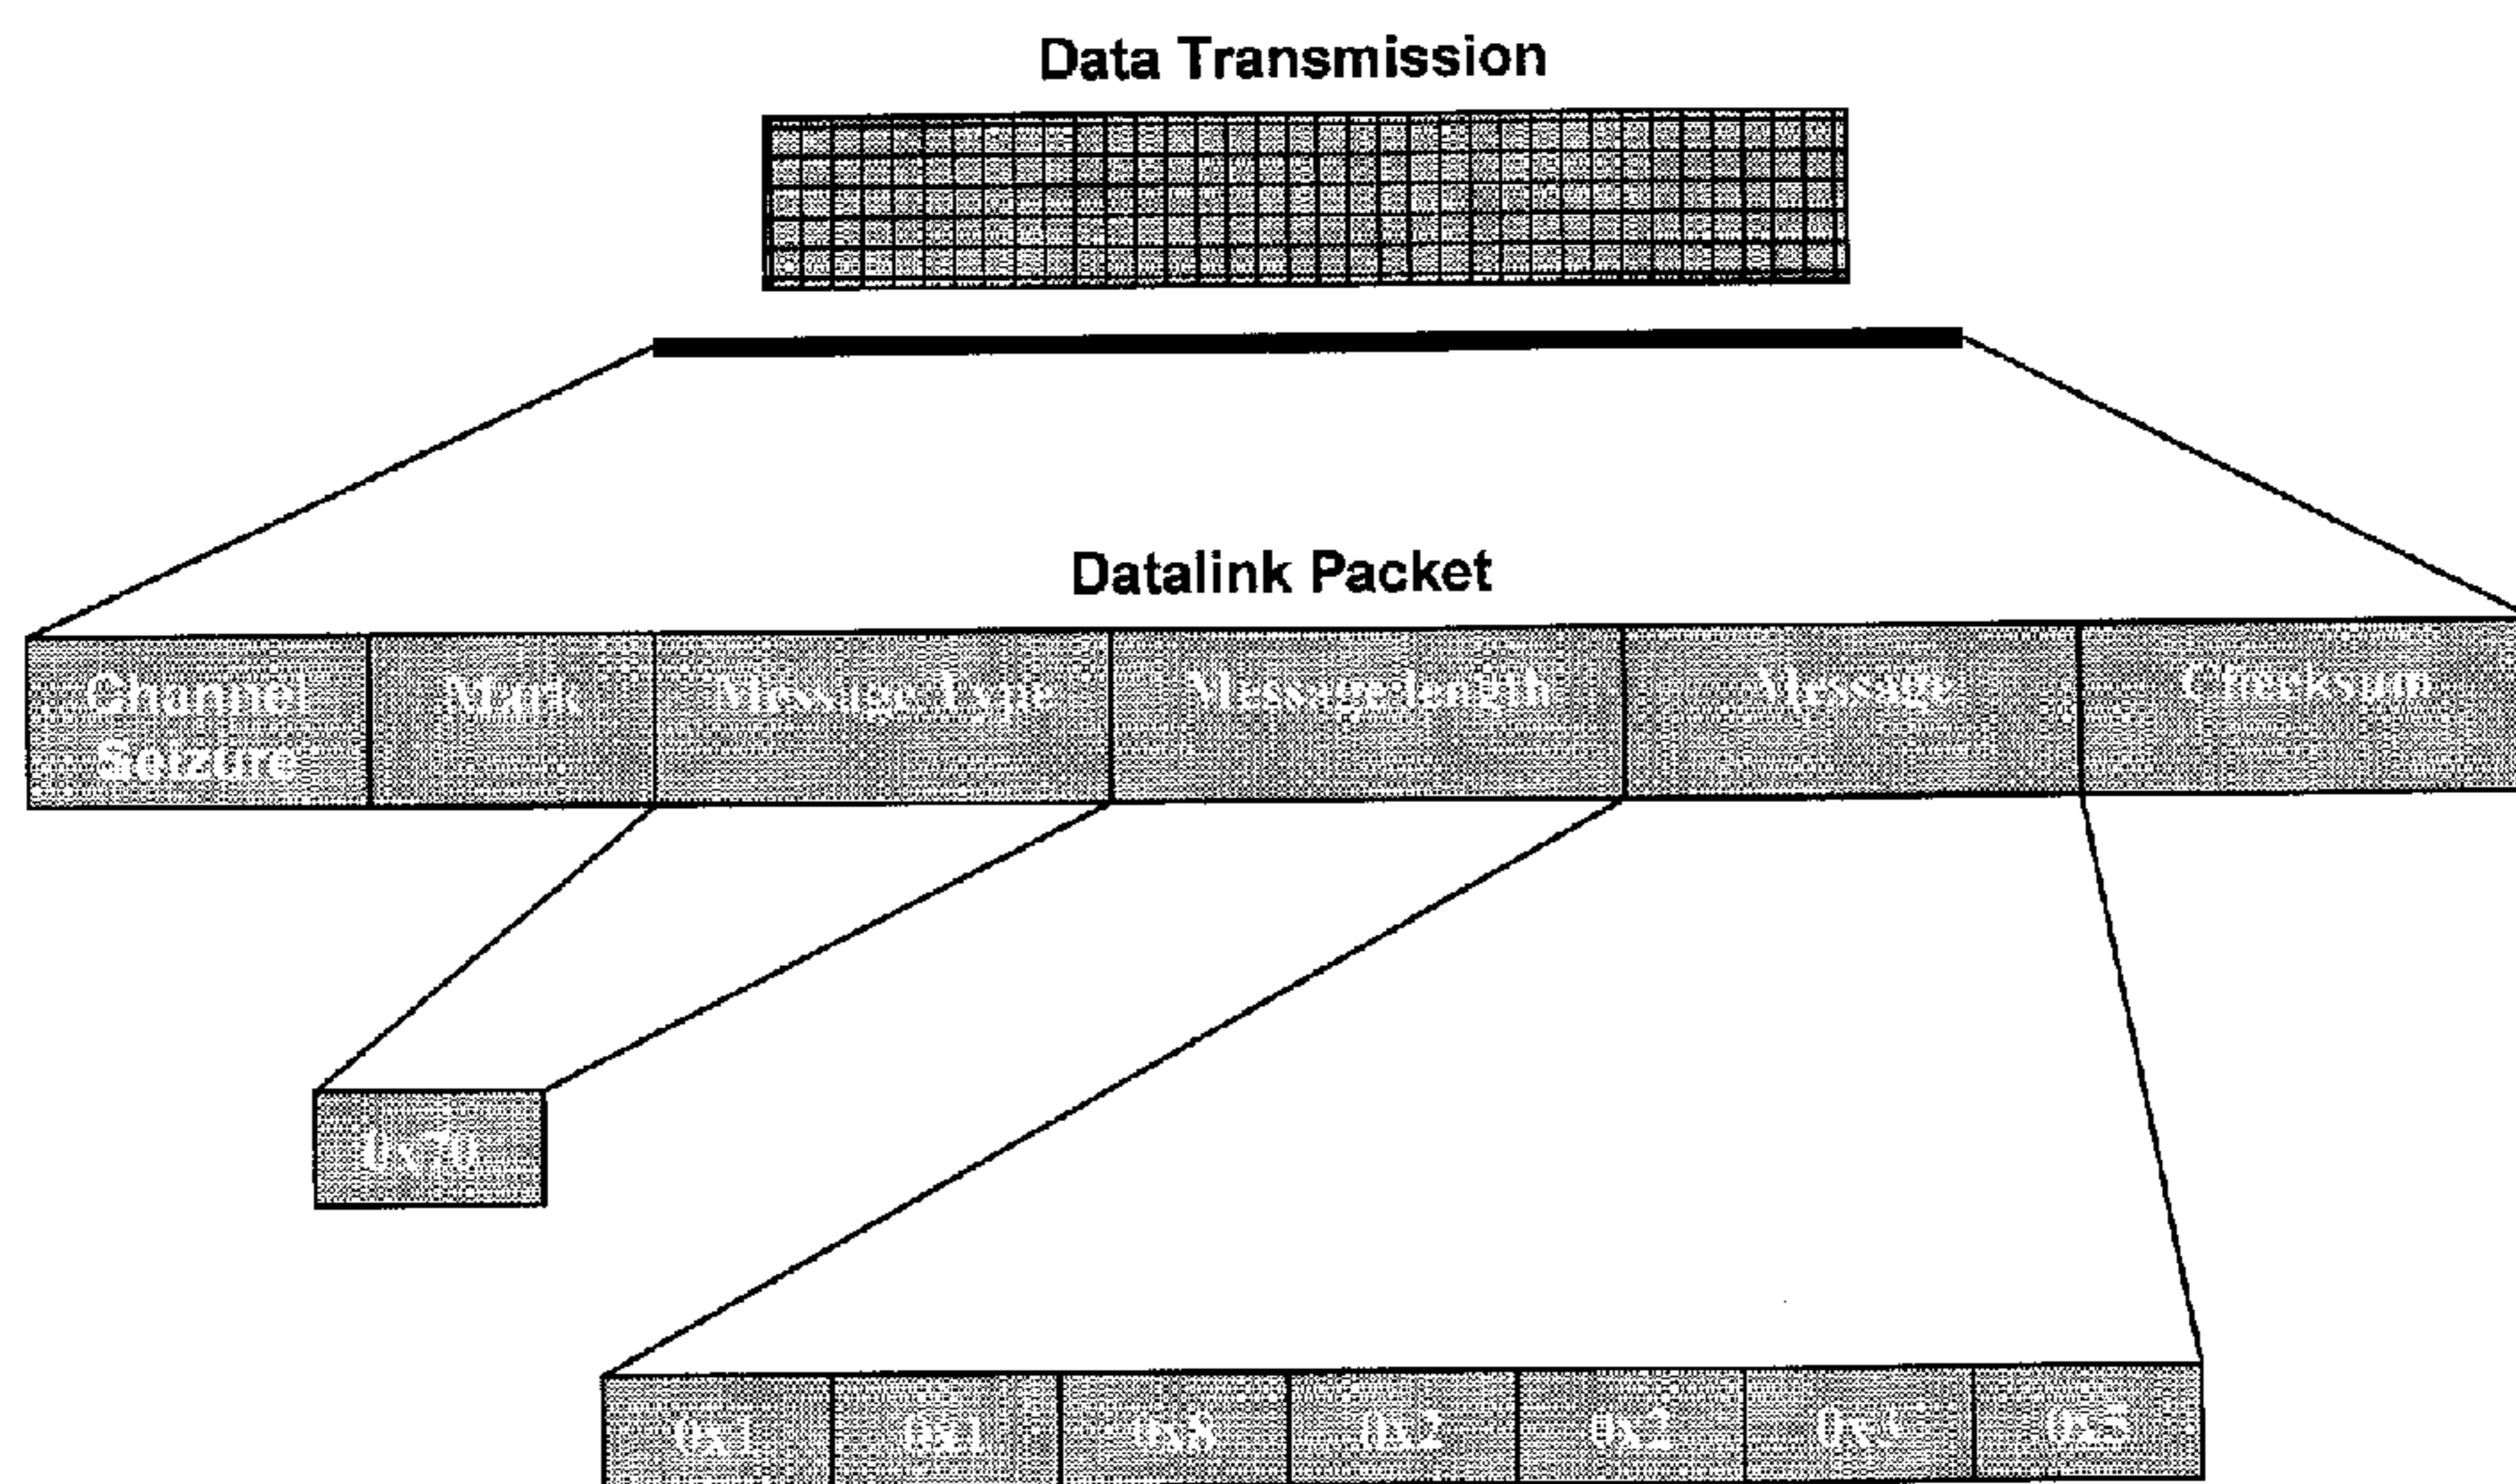 Data Transmission
Datalink Packet
Channel
Seizure
Mark
Message Type
Message length
Message
Checksum
0x70
0x1
0x1
0x8
0x2
0x2
0x3
0x5